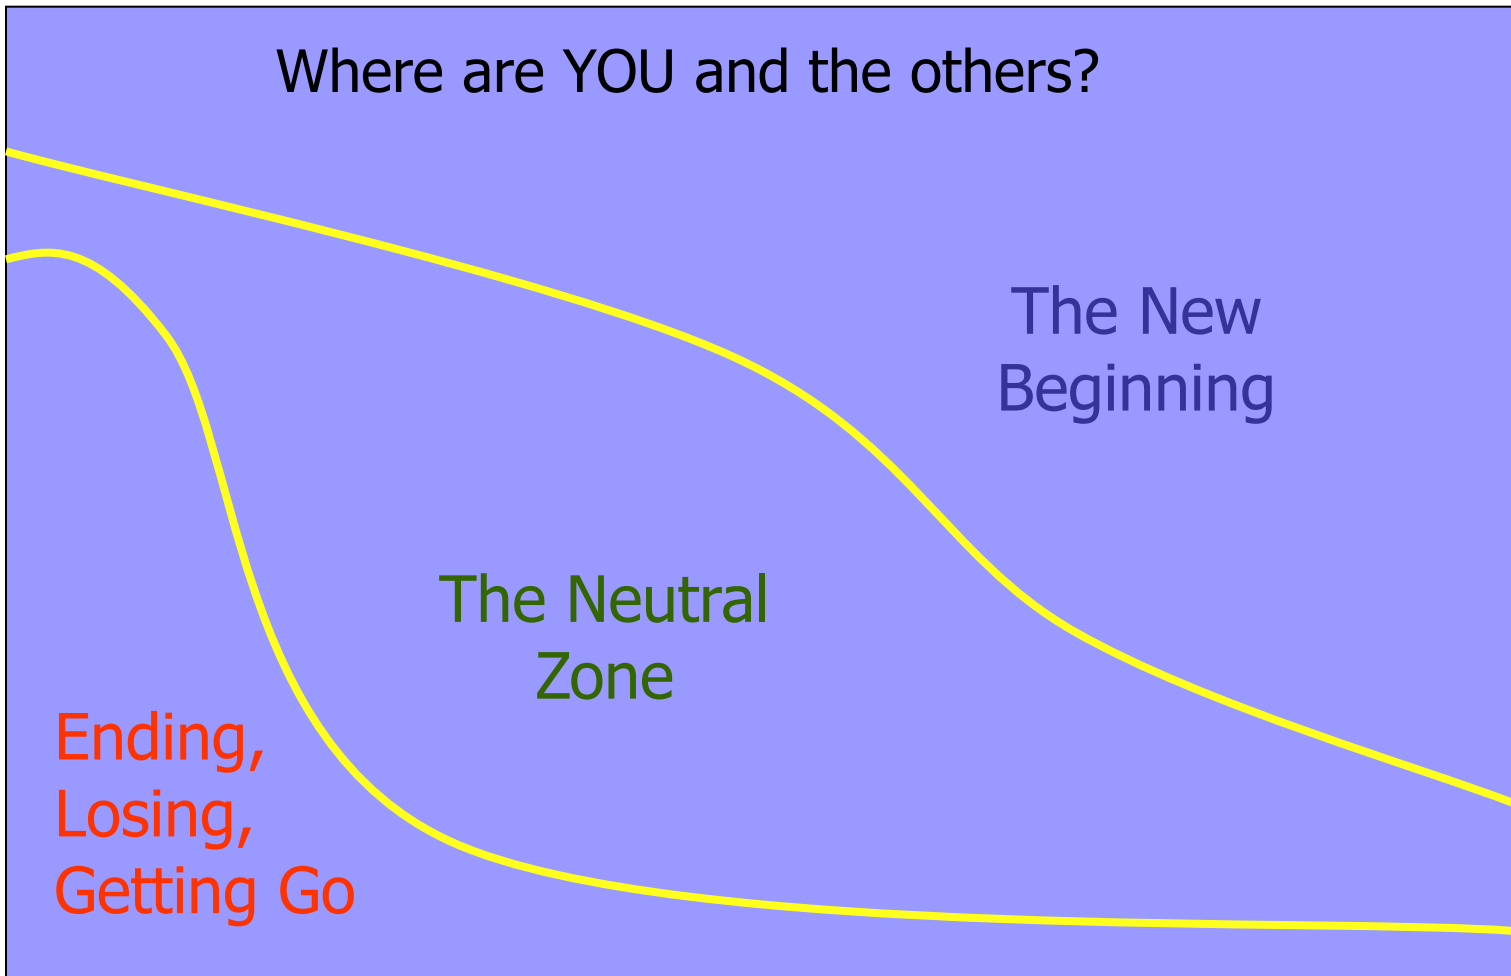 Where are YOU and the others?
The New
Beginning
The Neutral
Zone
Ending,
Losing,
Getting Go